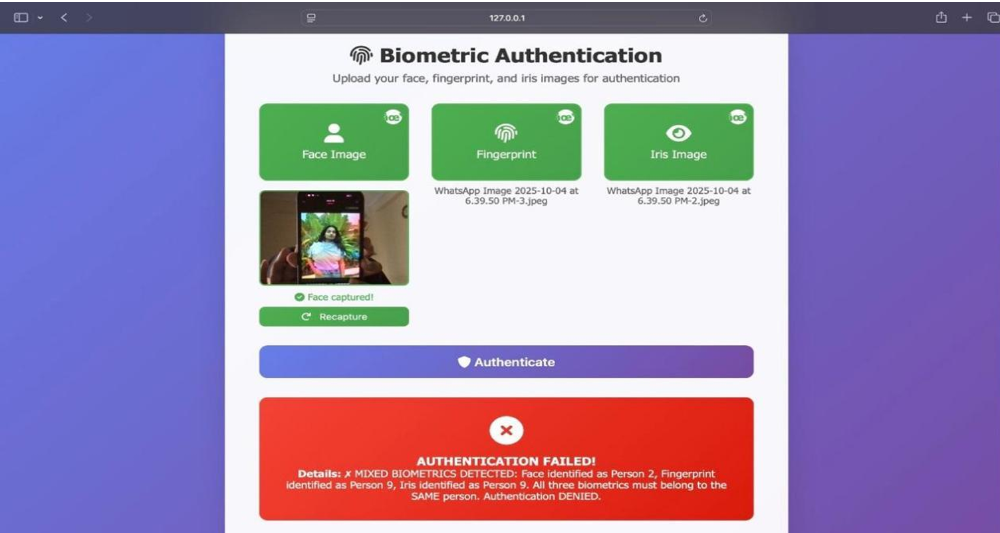 127.0.0.1
Biometric Authentication
Upload your face, fingerprint, and iris images for authentication
Face Image
Fingerprint
Iris Image
WhatsApp Image 2025-10-04 at
6.39.50 PM-3.jpeg
WhatsApp Image 2025-10-04 at
6.39.50 PM-2.jpeg
Face captured!
Recapture
Authenticate
AUTHENTICATION FAILED!
Details: ✗ MIXED BIOMETRICS DETECTED: Face identified as Person 2, Fingerprint
identified as Person 9, Iris identified as Person 9. All three biometrics must belong to the
SAME person. Authentication DENIED.